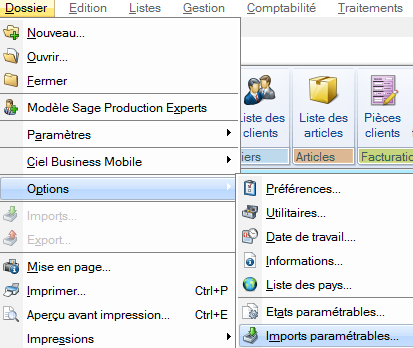 Dossier Edition Listes Gestion Comptabilité Traitements
Nouveau...
Ouvrir...
Fermer
Modèle Sage Production Experts
Paramètres
Ciel Business Mobile
Options
Imports...
Export...
Mise en page...
Imprimer... Ctrl+P
Aperçu avant impression... Ctrl+E
Impressions
Liste des clients
Liste des articles
Pièces clients
iers Articles Facturatio
Préférences...
Utilitaires...
Date de travail....
Informations...
Liste des pays...
Etats paramétrables...
Imports paramétrables...